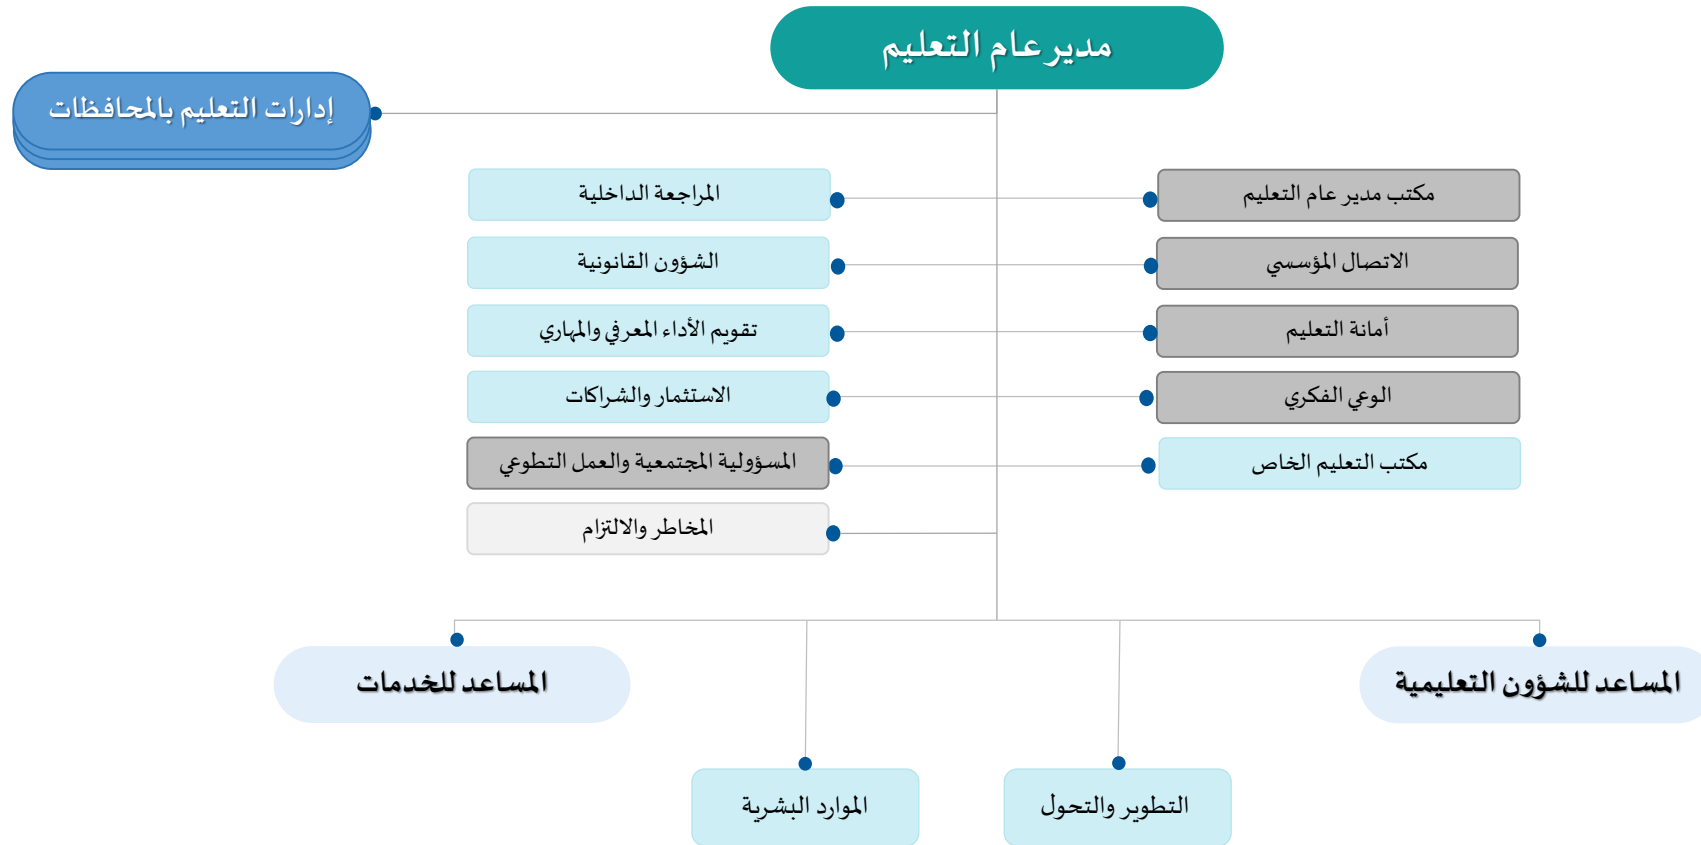 مدير عام التعليم
إدارات التعليم بالمحافظات
مكتب مدير عام التعليم
المراجعة الداخلية
الاتصال المؤسسي
الشؤون القانونية
أمانة التعليم
تقويم الأداء المعرفي والمهاري
الوعي الفكري
الاستثمار والشراكات
مكتب التعليم الخاص
المسؤولية المجتمعية والعمل التطوعي
المخاطر والالتزام
المساعد للشؤون التعليمية
المساعد للخدمات
التطوير والتحول
الموارد البشرية